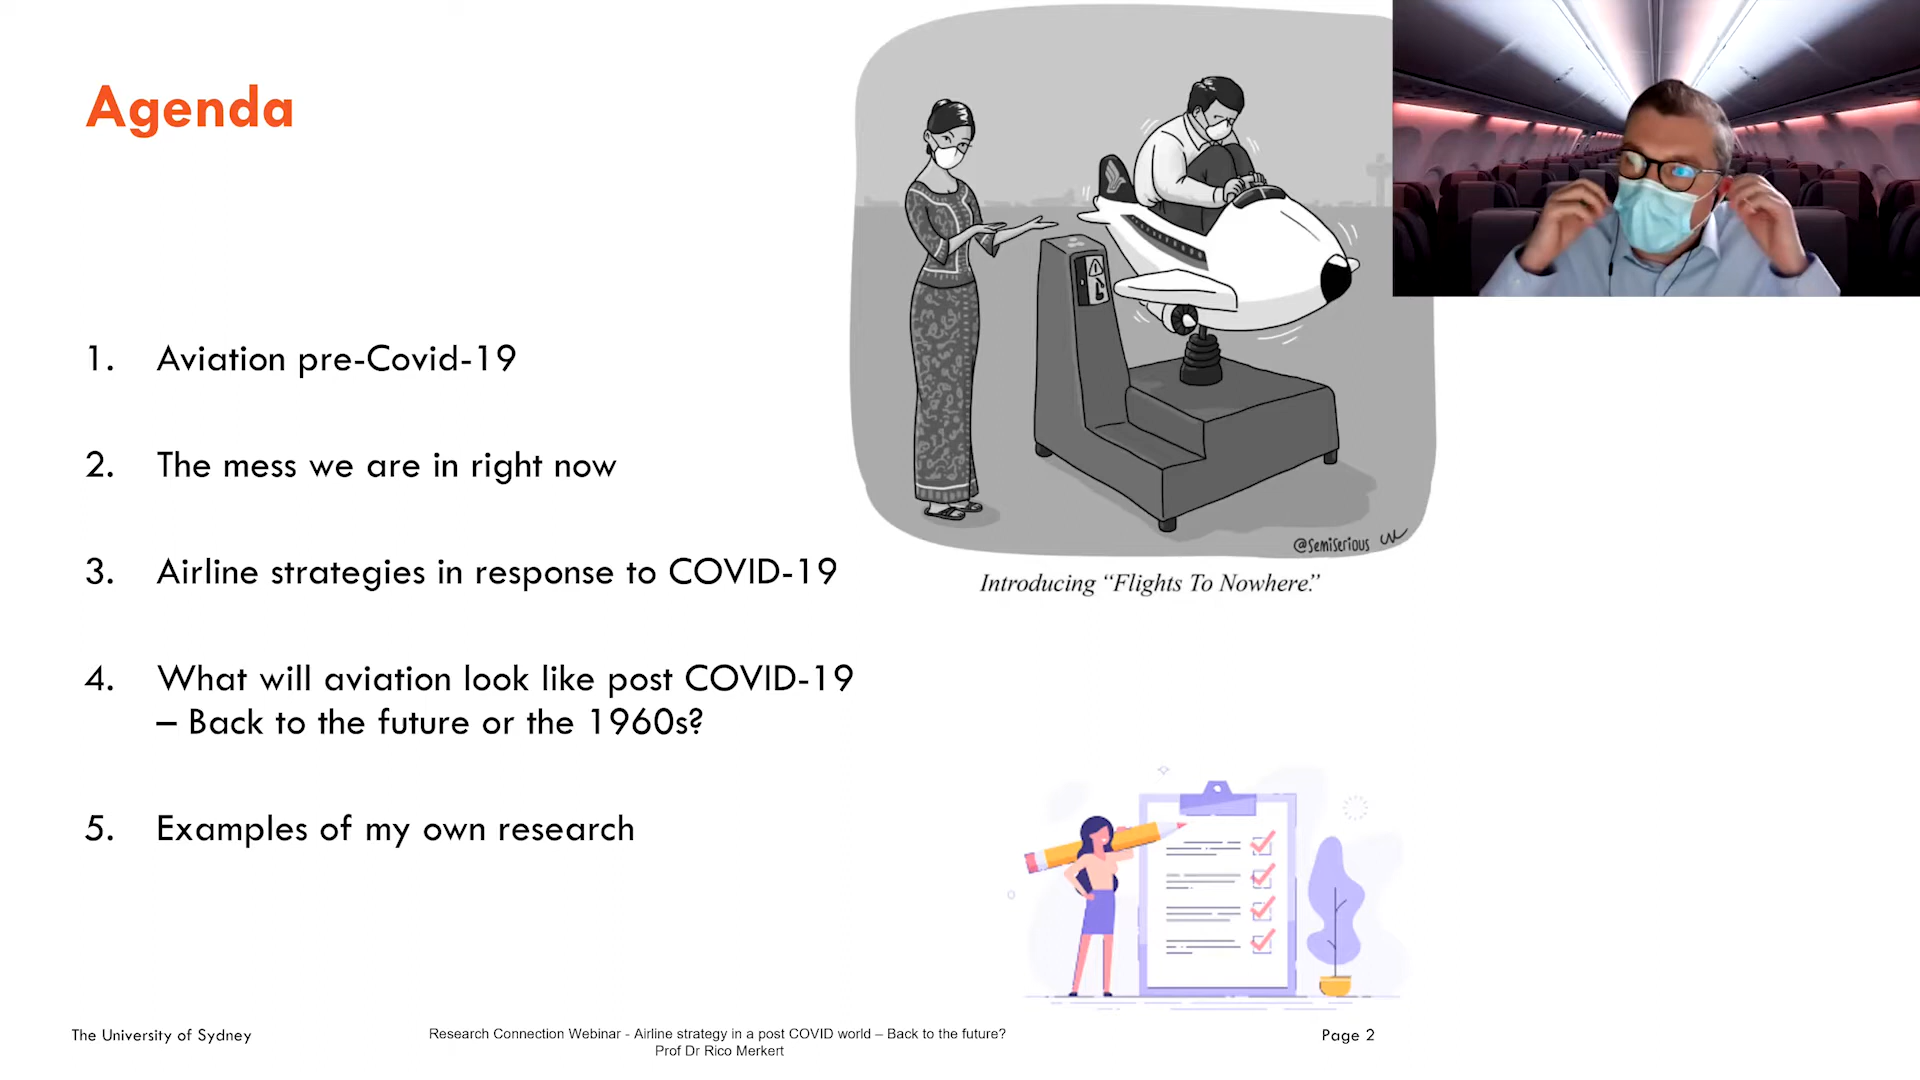 Agenda
1. Aviation pre-Covid-19
2. The mess we are in right now
3. Airline strategies in response to COVID-19
4. What will aviation look like post COVID-19
– Back to the future or the 1960s?
5. Examples of my own research
@SemiSerious
Introducing “Flights To Nowhere.”
The University of Sydney
Research Connection Webinar - Airline strategy in a post COVID world – Back to the future?
Prof Dr Rico Merkert
Page 2